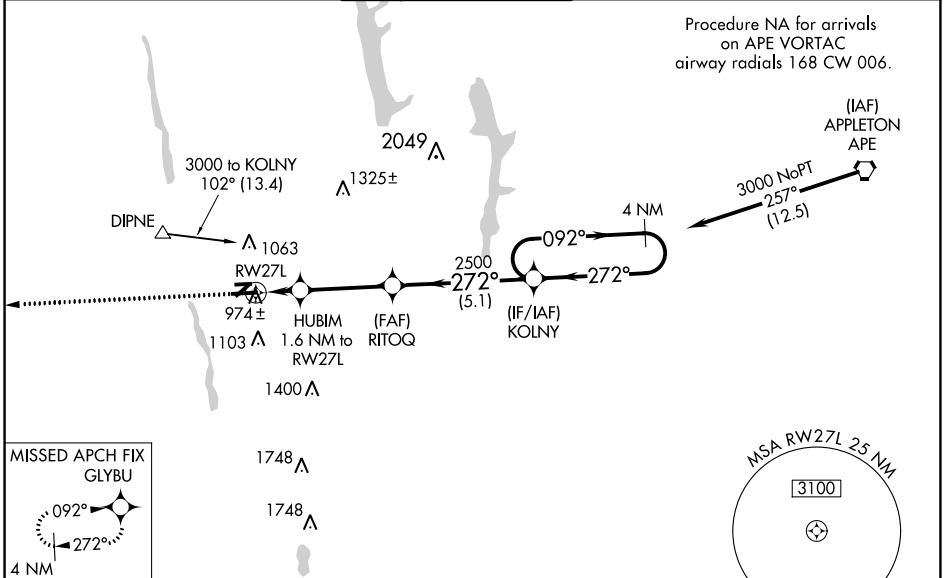 Procedure NA for arrivals
on APE VORTAC
airway radials 168 CW 006.
(IAF)
APPLETON
APE
2049
1325±
3000 to KOLNY
102° (13.4)
3000 NoPT
257°
(12.5)
4 NM
DIPNE
1063
092°
RW27L
2500
272°
(5.1)
272°
974±
HUBIM
1.6 NM to
RW27L
(FAF)
RITOQ
(IF/IAF)
KOLNY
1103
1400
1748
1748
MISSED APCH FIX
GLYBU
092°
272°
4 NM
MSA RW27L 25 NM
3100